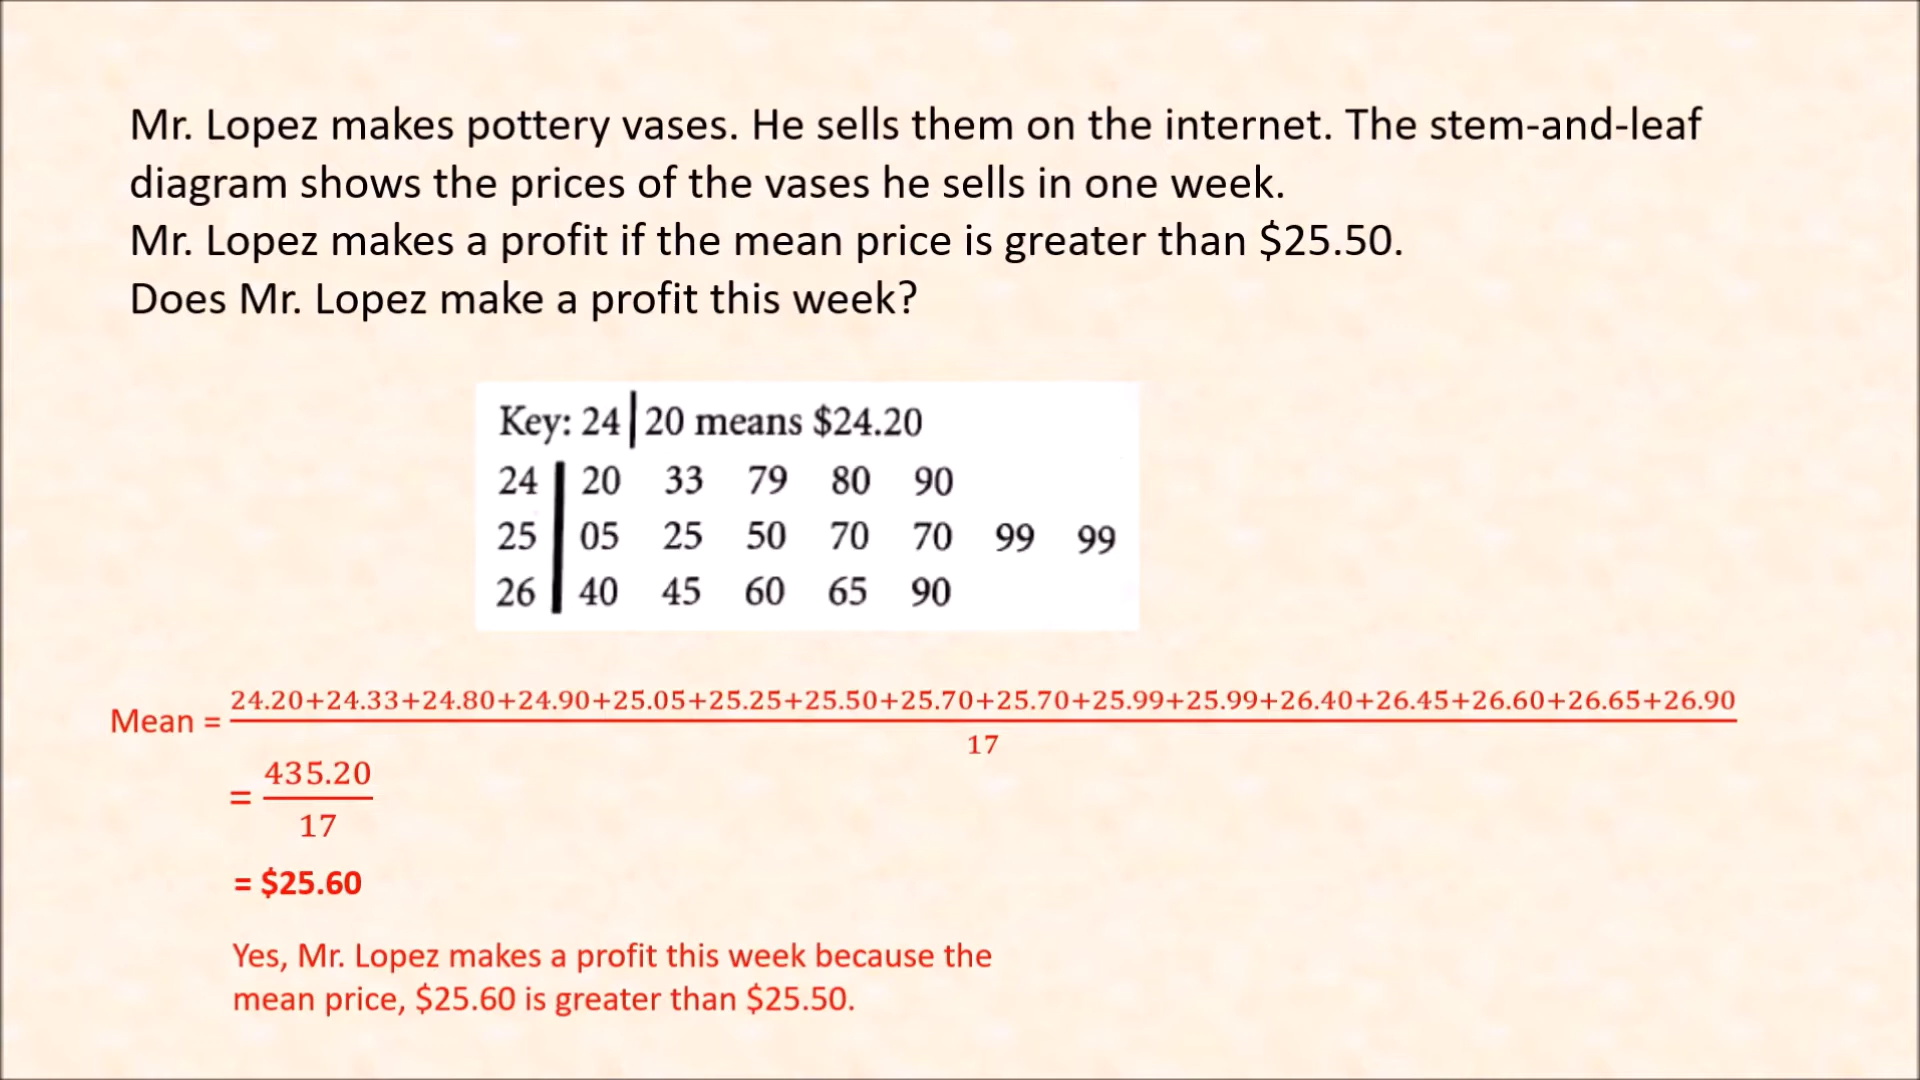 Mr. Lopez makes pottery vases. He sells them on the internet. The stem-and-leaf
diagram shows the prices of the vases he sells in one week.
Mr. Lopez makes a profit if the mean price is greater than $25.50.
Does Mr. Lopez make a profit this week?
Key: 24|20 means $24.20
24 | 20 33 79 80 90
25 | 05 25 50 70 70 99 99
26 | 40 45 60 65 90
24.20+24.33+24.80+24.90+25.05+25.25+25.50+25.70+25.70+25.99+25.99+26.40+26.45+26.60+26.65+26.90
Mean =
17
435.20
=
17
= $25.60
Yes, Mr. Lopez makes a profit this week because the
mean price, $25.60 is greater than $25.50.